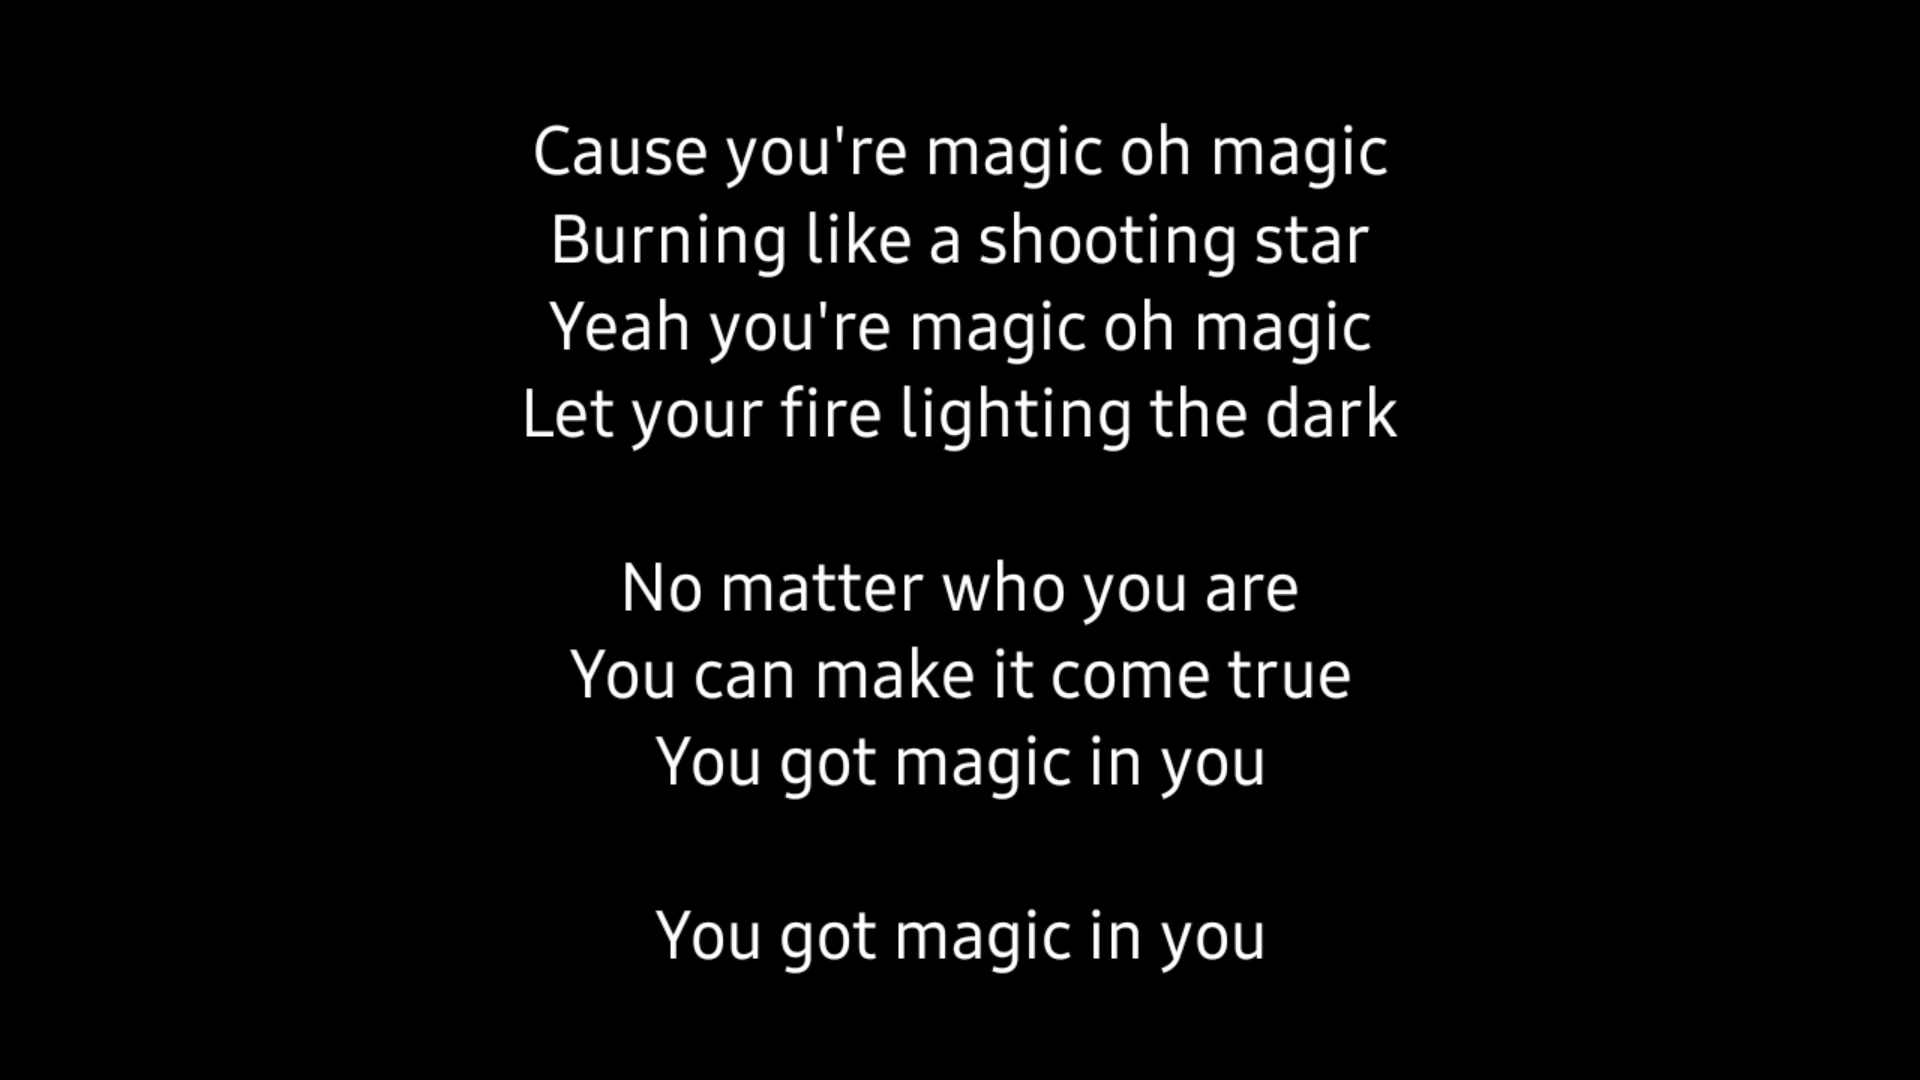 Cause you're magic oh magic
Burning like a shooting star
Yeah you're magic oh magic
Let your fire lighting the dark
No matter who you are
You can make it come true
You got magic in you
You got magic in you